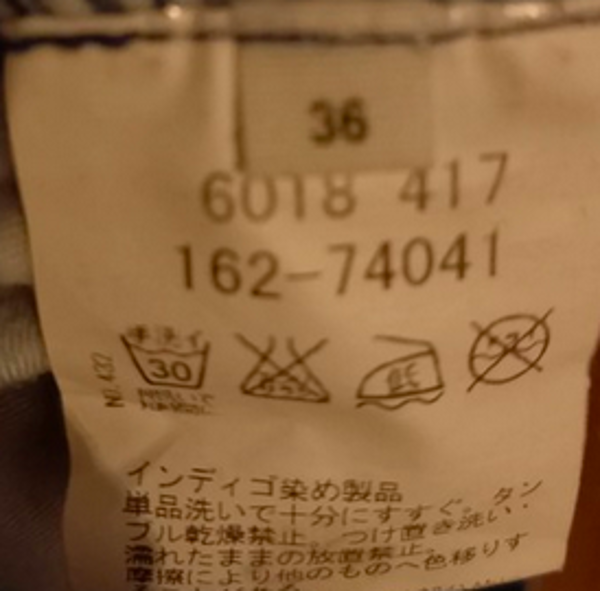 36
6018 417
162-74041
手洗イ
30
NO.432
中
インディゴ染め製品
単品洗いで十分にすすぐ。タン
ブル乾燥禁止。つけ置き洗い・
濡れたままの放置禁止。
摩擦により他のものへ色移りす